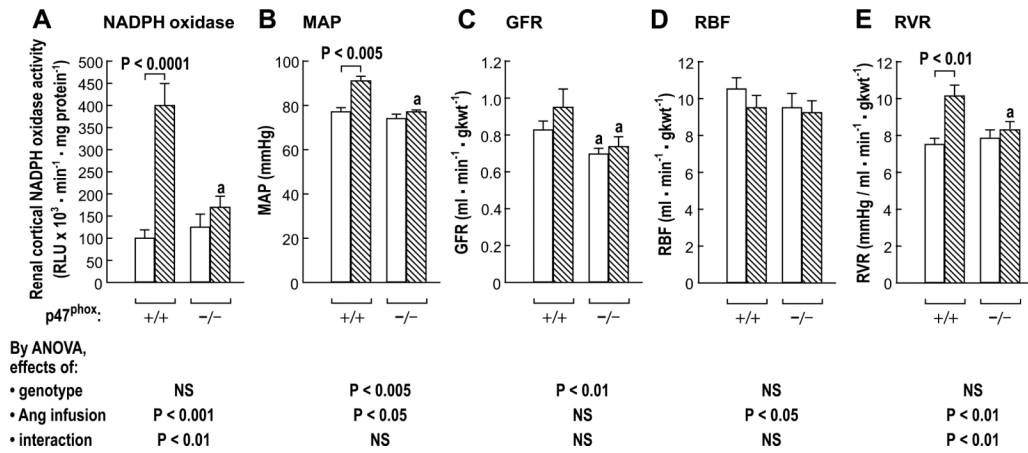 A NADPH oxidase
B MAP
C GFR
D RBF
E RVR
Renal cortical NADPH oxidase activity
(RLU x 10³ · min⁻¹ · mg protein⁻¹)
P < 0.0001
500
450
400
350
300
250
200
150
100
50
0
a
MAP (mmHg)
P < 0.005
100
80
60
40
20
0
a
GFR (ml · min⁻¹ · gkwt⁻¹)
1.2
1.0
0.8
0.6
0.4
0.2
0
a a
RBF (ml · min⁻¹ · gkwt⁻¹)
12
10
8
6
4
2
0
RVR (mmHg / ml · min⁻¹ · gkwt⁻¹)
P < 0.01
12
10
8
6
4
2
0
a
p47ᵖʰᵒˣ: +/+ −/− +/+ −/− +/+ −/− +/+ −/− +/+ −/−
By ANOVA,
effects of:
• genotype NS P < 0.005 P < 0.01 NS NS
• Ang infusion P < 0.001 P < 0.05 NS P < 0.05 P < 0.01
• interaction P < 0.01 NS NS NS P < 0.01